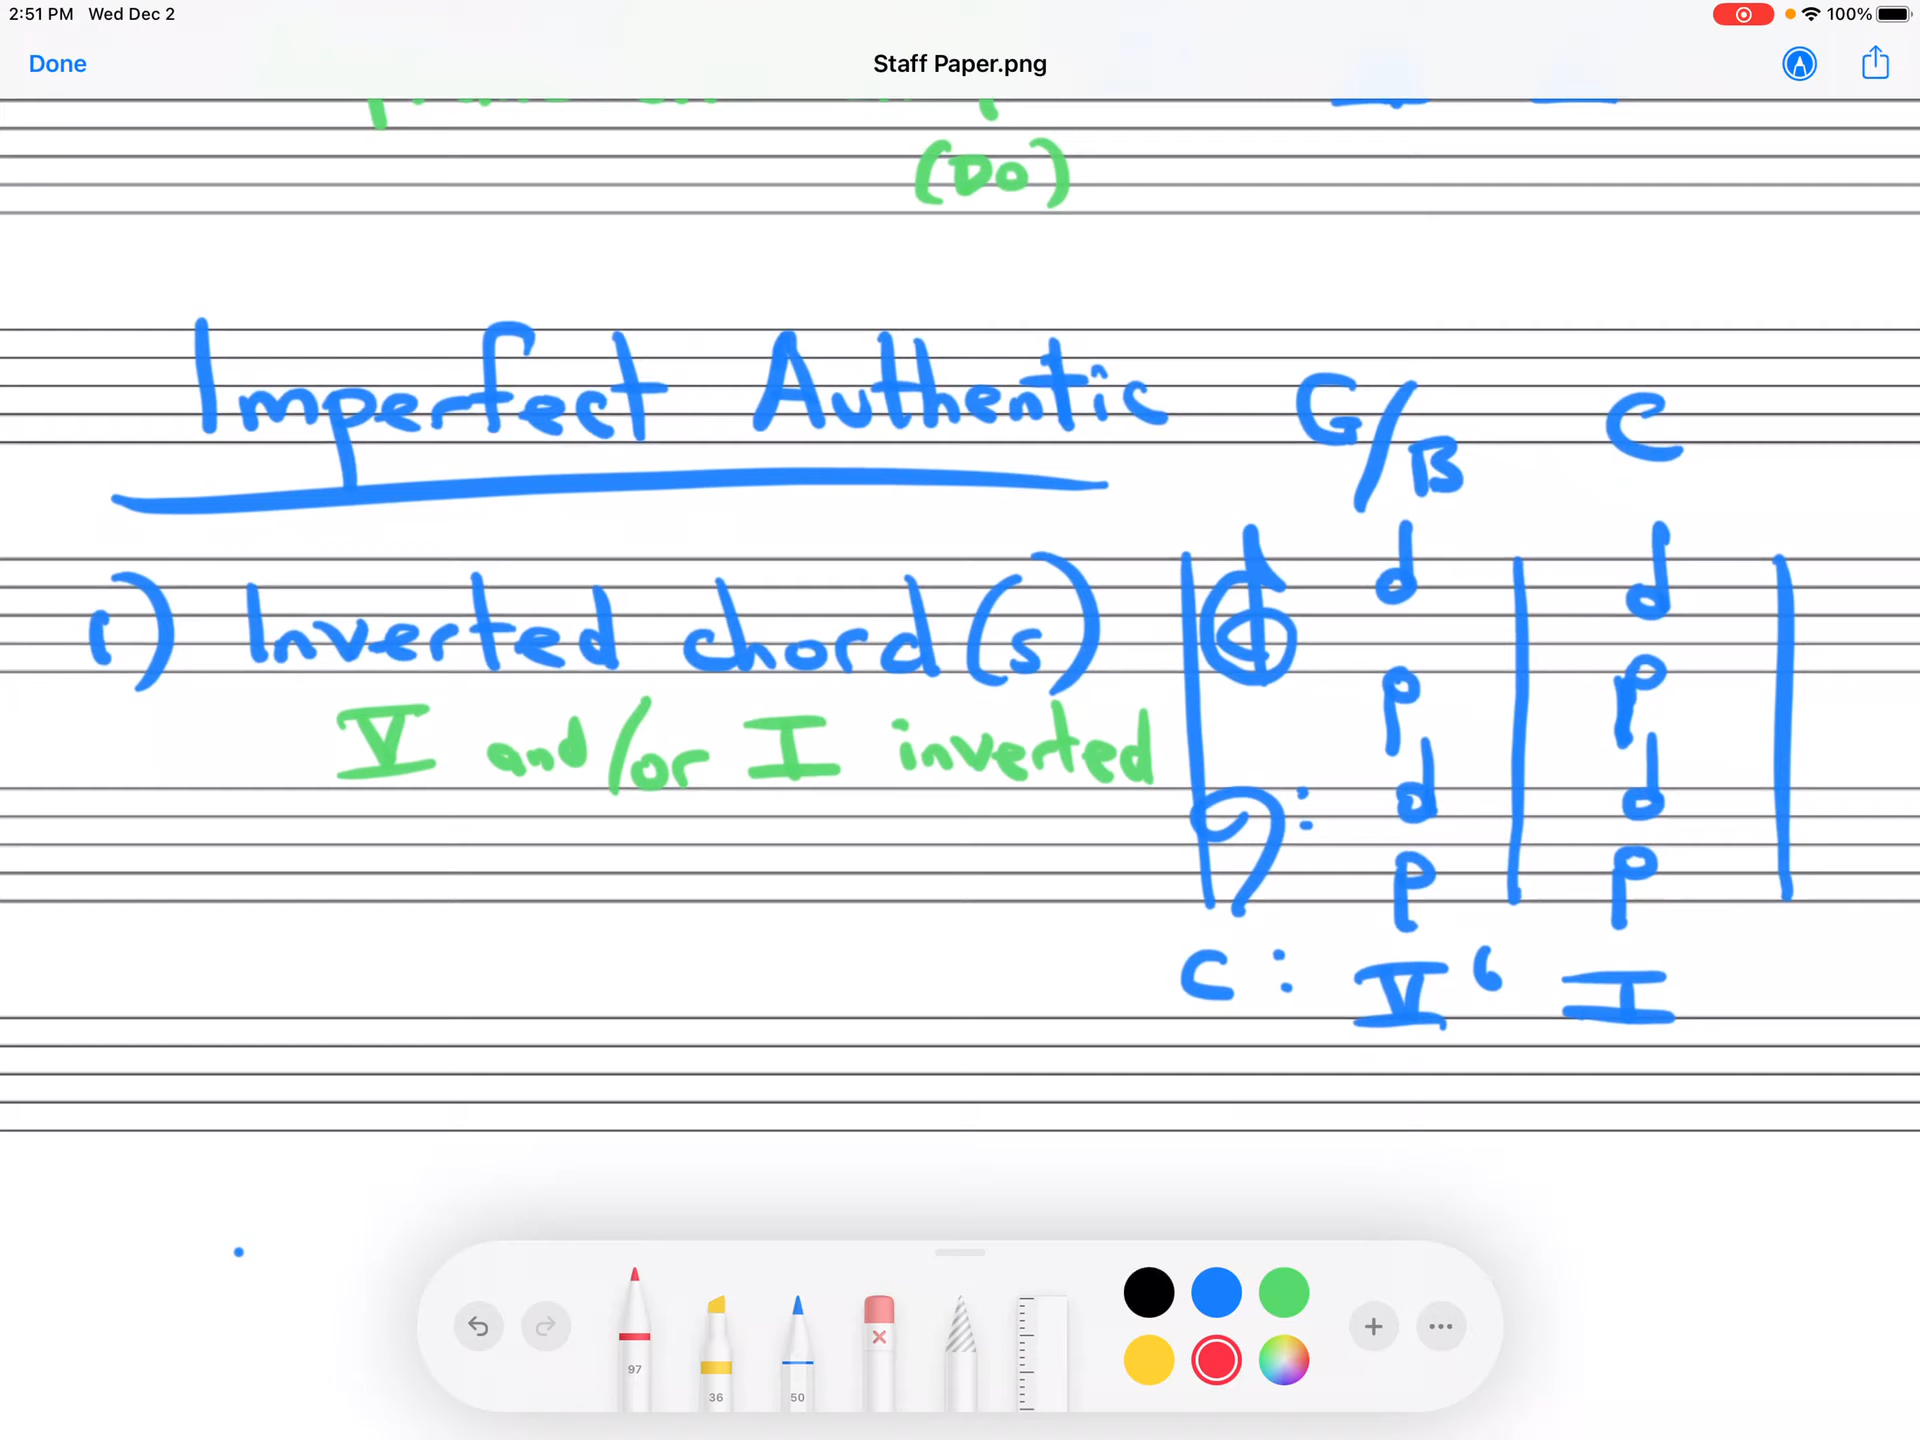 2:51 PM Wed Dec 2 100%
Done Staff Paper.png
(Do)
Imperfect Authentic G/B C
1) Inverted chord(s)
V and/or I inverted
C: V6 I
97 36 50